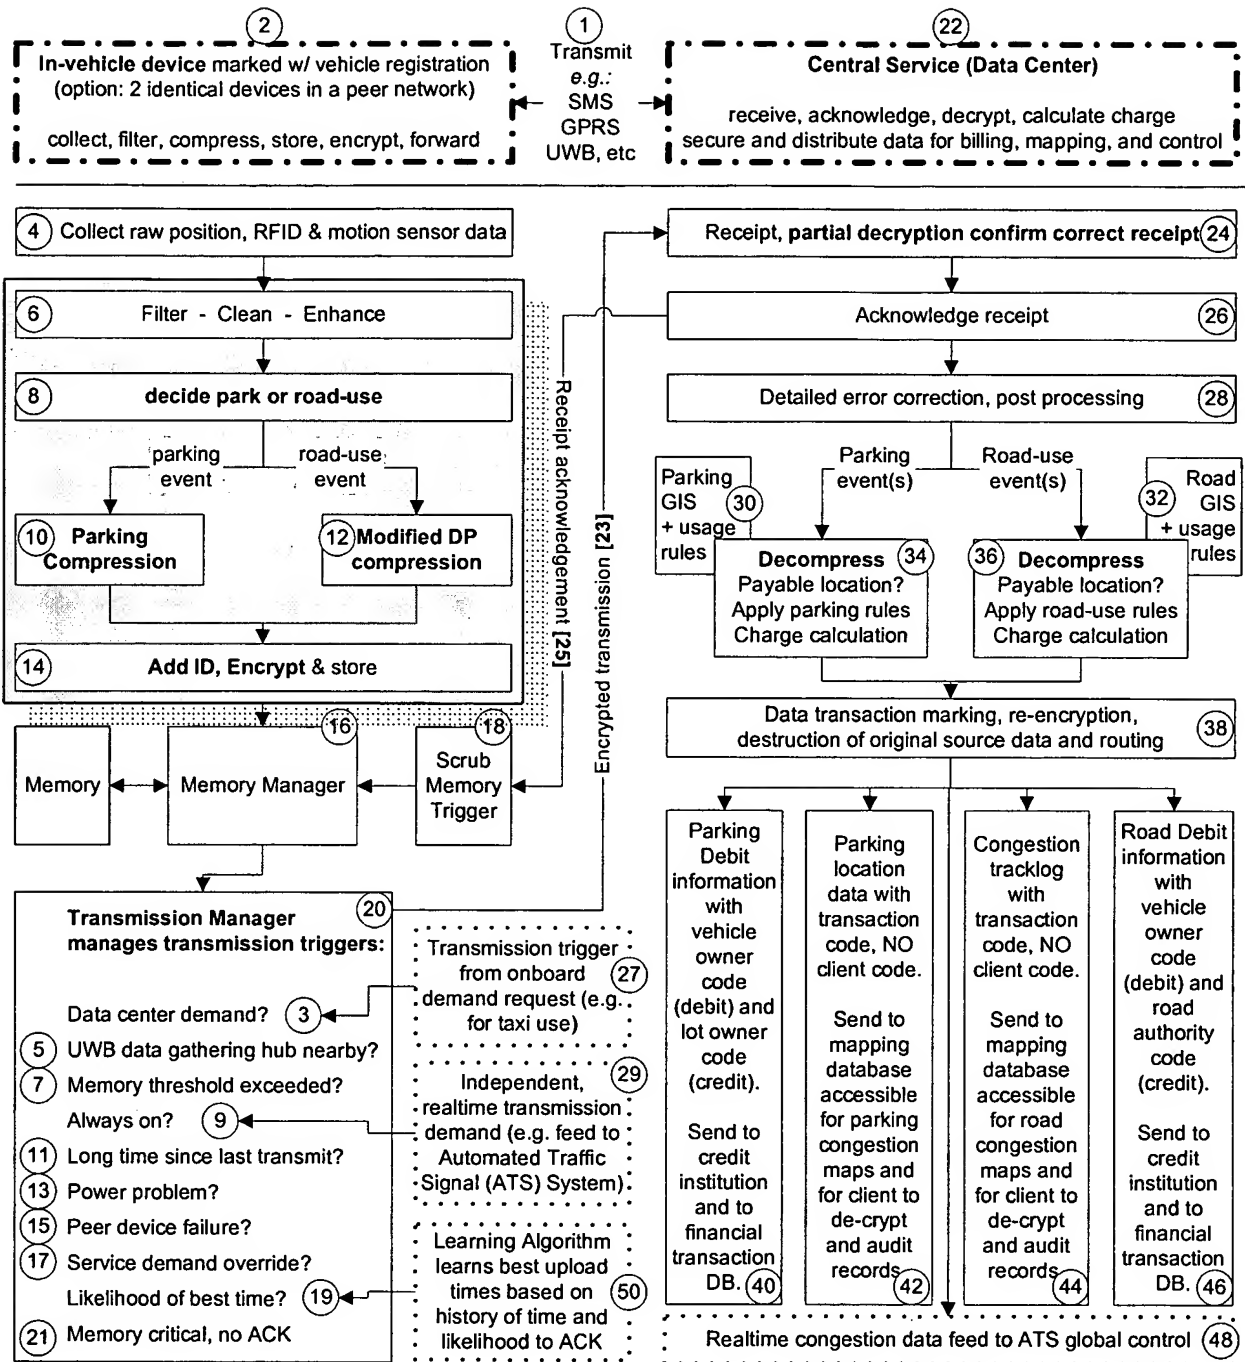 2
1
22
In-vehicle device marked w/ vehicle registration
(option: 2 identical devices in a peer network)
collect, filter, compress, store, encrypt, forward
Transmit
e.g.:
SMS
GPRS
UWB, etc
Central Service (Data Center)
receive, acknowledge, decrypt, calculate charge
secure and distribute data for billing, mapping, and control
4 Collect raw position, RFID & motion sensor data
6 Filter - Clean - Enhance
8 decide park or road-use
parking
event
road-use
event
10 Parking
Compression
12 Modified DP
compression
14 Add ID, Encrypt & store
Receipt acknowledgement [25]
Encrypted transmission [23]
16
Memory Manager
Memory
18
Scrub
Memory
Trigger
20
Transmission Manager
manages transmission triggers:
Data center demand? 3
5 UWB data gathering hub nearby?
7 Memory threshold exceeded?
Always on? 9
11 Long time since last transmit?
13 Power problem?
15 Peer device failure?
17 Service demand override?
Likelihood of best time? 19
21 Memory critical, no ACK
Transmission trigger
from onboard 27
demand request (e.g.
for taxi use)
29
Independent,
realtime transmission
demand (e.g. feed to
Automated Traffic
Signal (ATS) System)
Learning Algorithm
learns best upload
times based on 50
history of time and
likelihood to ACK
Receipt, partial decryption confirm correct receipt 24
Acknowledge receipt 26
Detailed error correction, post processing 28
Parking
event(s)
Road-use
event(s)
Parking
GIS 30
+ usage
rules
32 Road
GIS
+ usage
rules
Decompress 34
Payable location?
Apply parking rules
Charge calculation
36 Decompress
Payable location?
Apply road-use rules
Charge calculation
Data transaction marking, re-encryption,
destruction of original source data and routing 38
Parking
Debit
information
with
vehicle
owner
code
(debit) and
lot owner
code
(credit).
Send to
credit
institution
and to
financial
transaction
DB. 40
Parking
location
data with
transaction
code, NO
client code.
Send to
mapping
database
accessible
for parking
congestion
maps and
for client to
de-crypt
and audit
records 42
Congestion
tracklog
with
transaction
code, NO
client code.
Send to
mapping
database
accessible
for road
congestion
maps and
for client to
de-crypt
and audit
records 44
Road Debit
information
with
vehicle
owner
code
(debit) and
road
authority
code
(credit).
Send to
credit
institution
and to
financial
transaction
DB. 46
Realtime congestion data feed to ATS global control 48